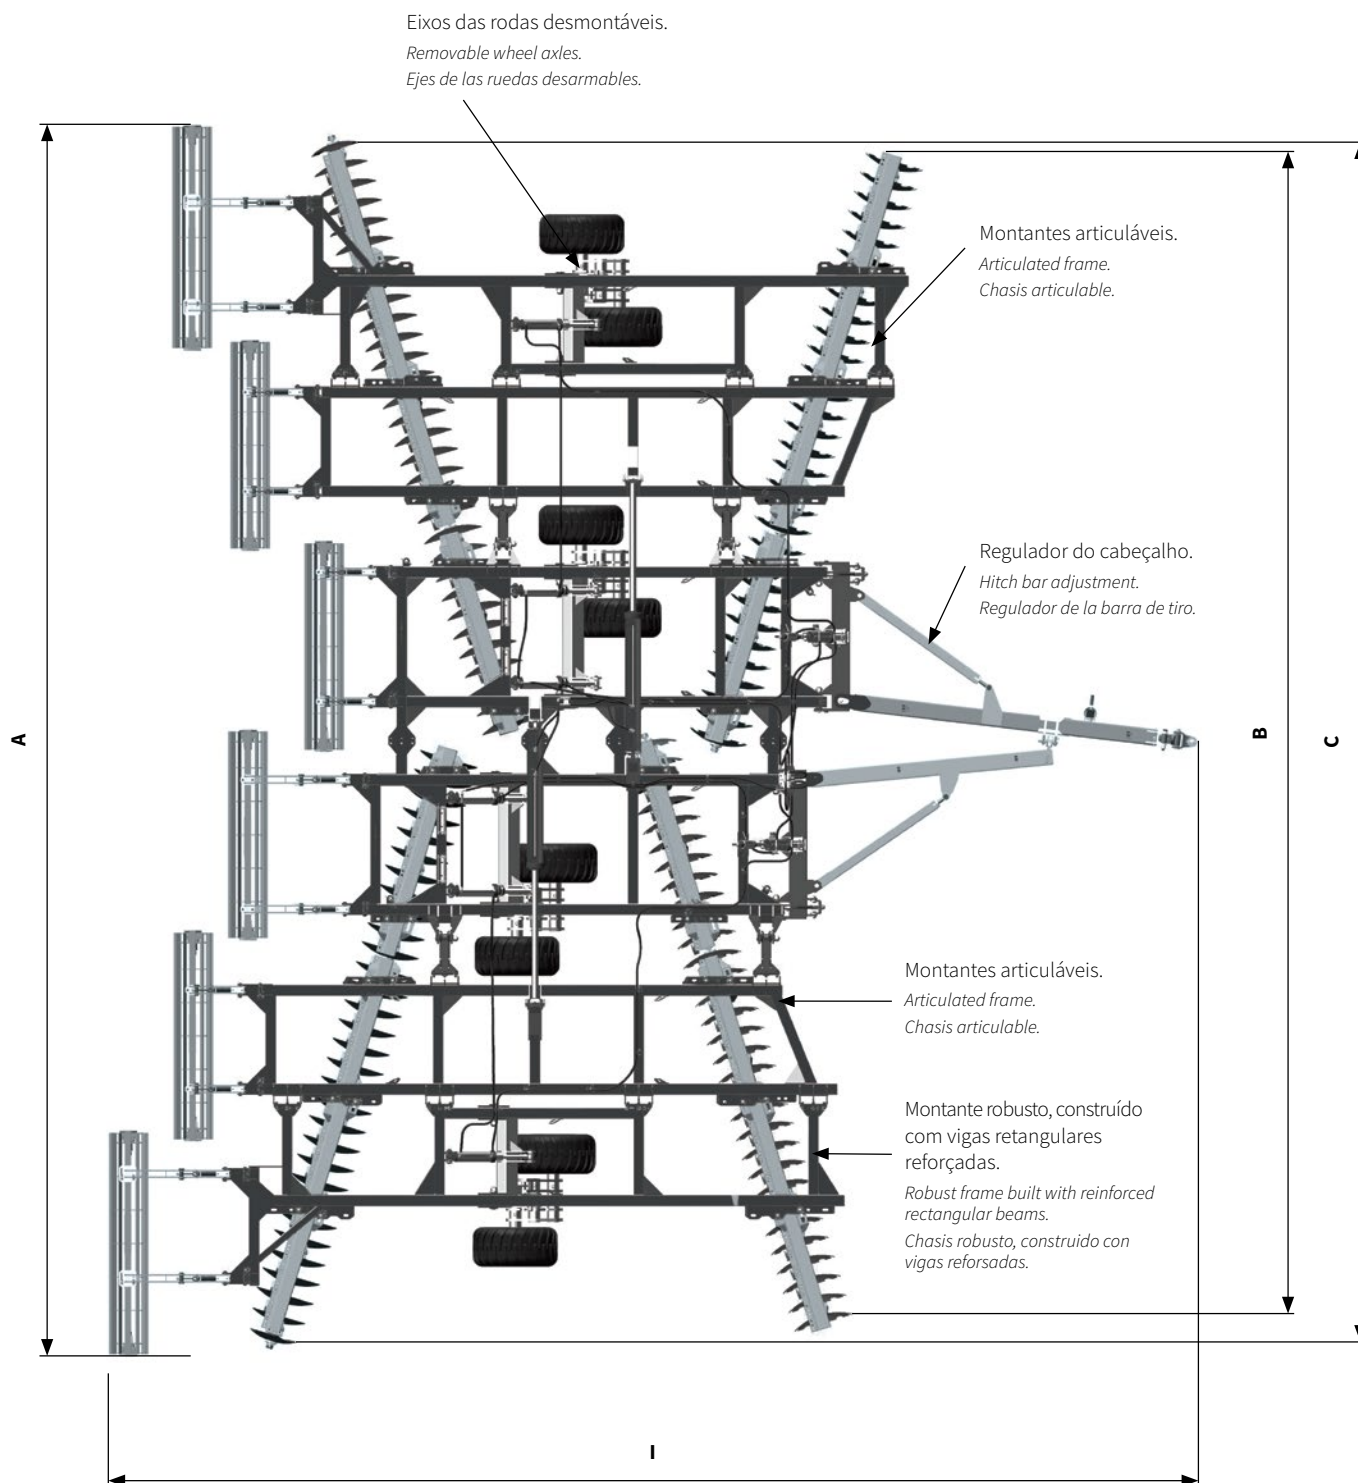 Eixos das rodas desmontáveis.
Removable wheel axles.
Ejes de las ruedas desarmables.
Montantes articuláveis.
Articulated frame.
Chasis articulable.
Regulador do cabeçalho.
Hitch bar adjustment.
Regulador de la barra de tiro.
A
B
C
Montantes articuláveis.
Articulated frame.
Chasis articulable.
Montante robusto, construído
com vigas retangulares
reforçadas.
Robust frame built with reinforced
rectangular beams.
Chasis robusto, construido con
vigas reforsadas.
I